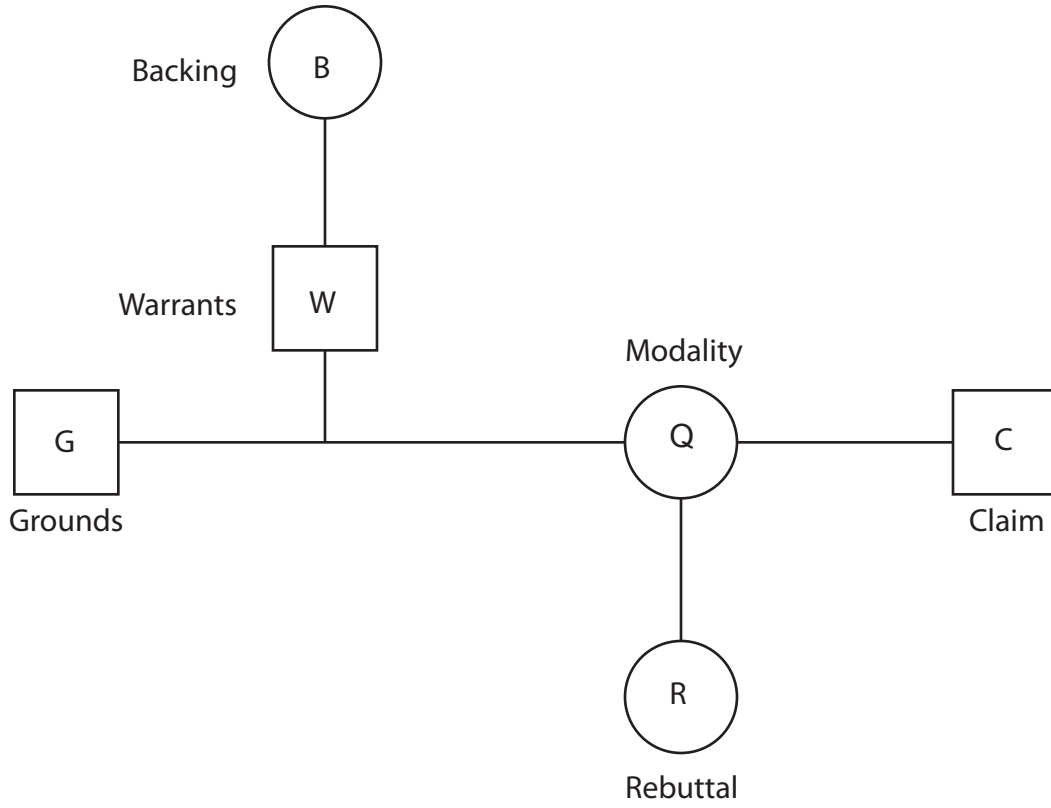 Backing
B
Warrants
W
Modality
G
Q
C
Grounds
Claim
R
Rebuttal